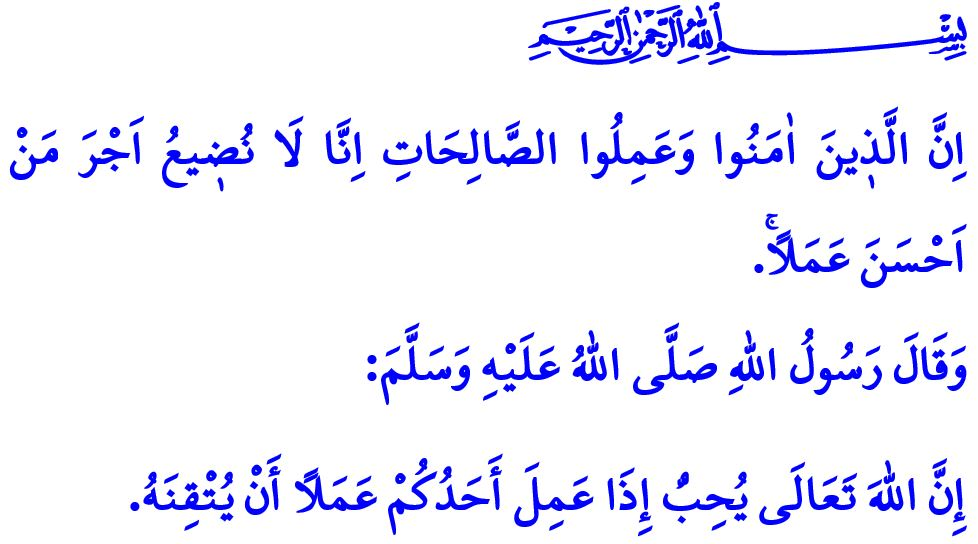 بِسْمِ اللهِ الرَّحْمٰنِ الرَّحِيمِ
اِنَّ الَّذٖينَ اٰمَنُوا وَعَمِلُوا الصَّالِحَاتِ اِنَّا لَا نُضٖيعُ اَجْرَ مَنْ
اَحْسَنَ عَمَلاًۚ.
وَقَالَ رَسُولُ اللهِ صَلَّى اللهُ عَلَيْهِ وَسَلَّمَ:
إِنَّ اللهَ تَعَالَى يُحِبُّ إِذَا عَمِلَ أَحَدُكُمْ عَمَلاً أَنْ يُتْقِنَهُ.